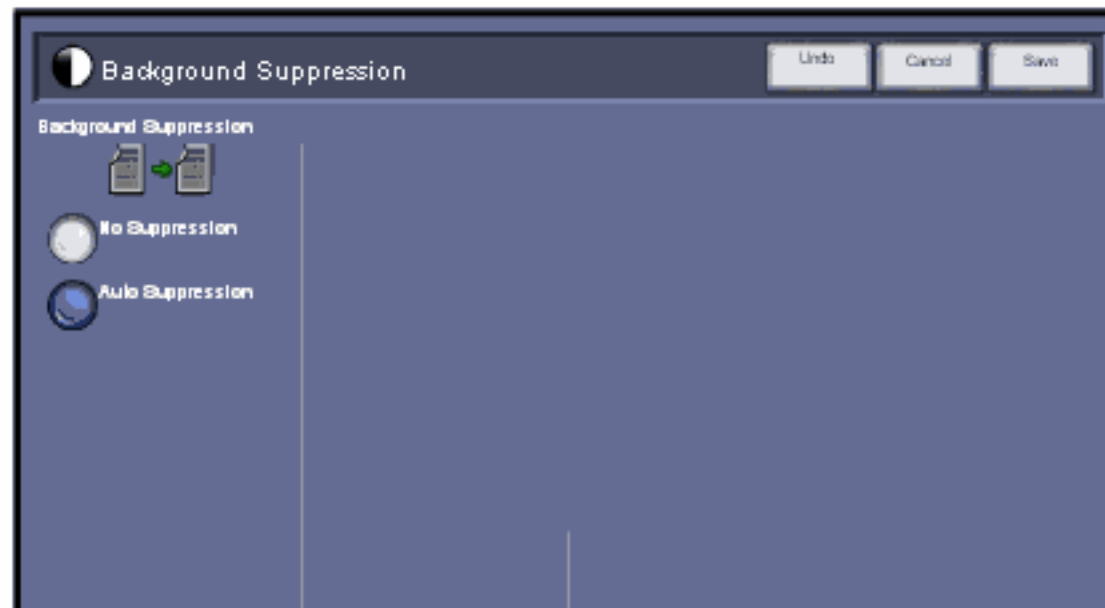 Background Suppression
Undo
Cancel
Save
Background Suppression
No Suppression
Auto Suppression